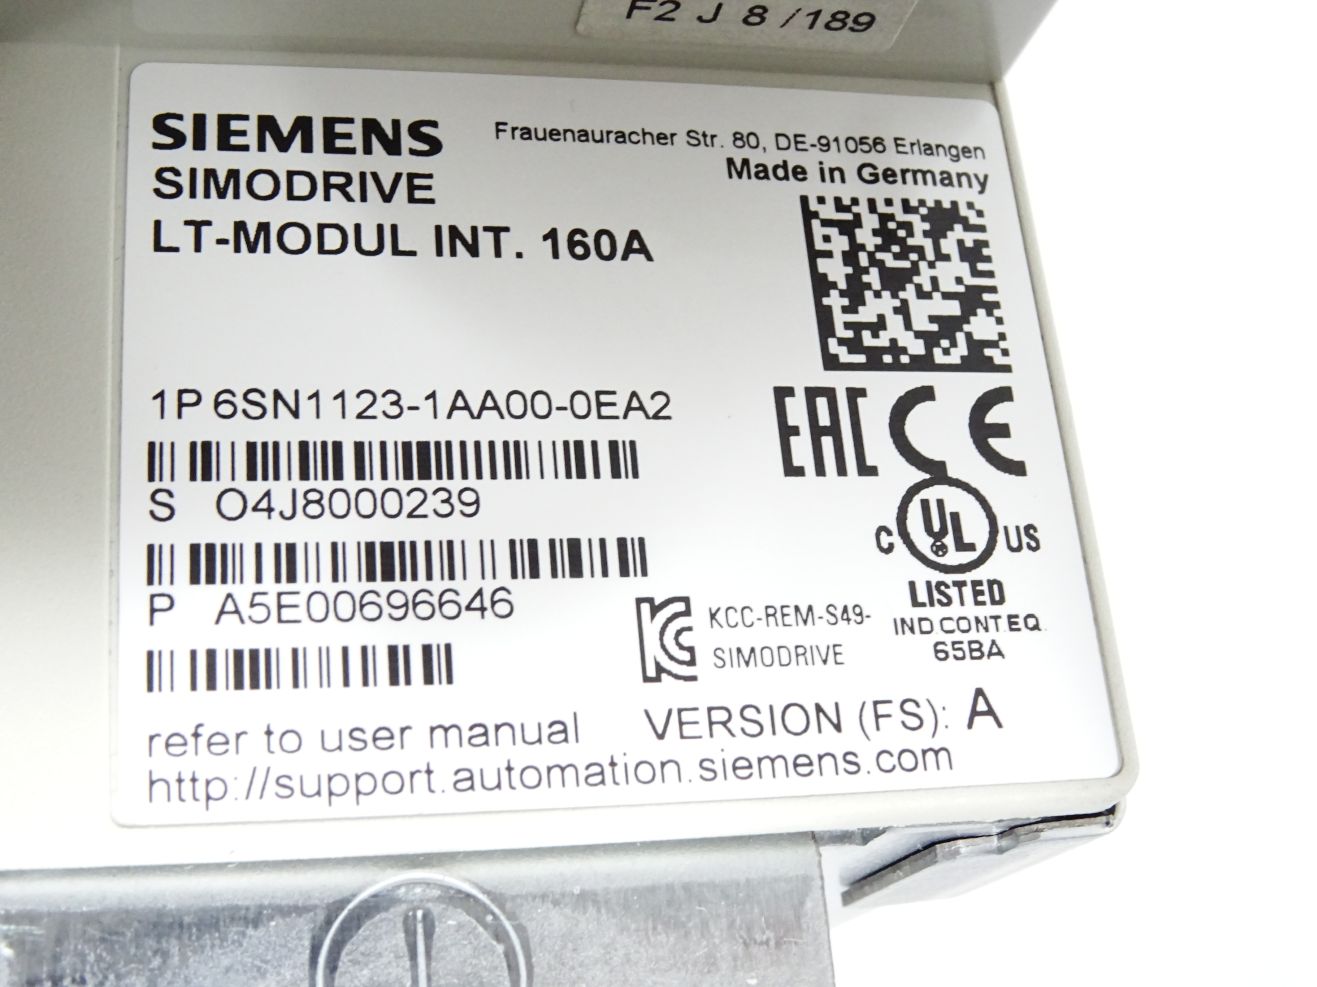 F2 J 8 /189
SIEMENS
Frauenauracher Str. 80, DE-91056 Erlangen
Made in Germany
SIMODRIVE
LT-MODUL INT. 160A
1P 6SN1123-1AA00-0EA2
EAC CE
S O4J8000239
C UL US
LISTED
IND.CONT.EQ.
65BA
P A5E00696646
KC
KCC-REM-S49-
SIMODRIVE
VERSION (FS): A
refer to user manual
http://support.automation.siemens.com